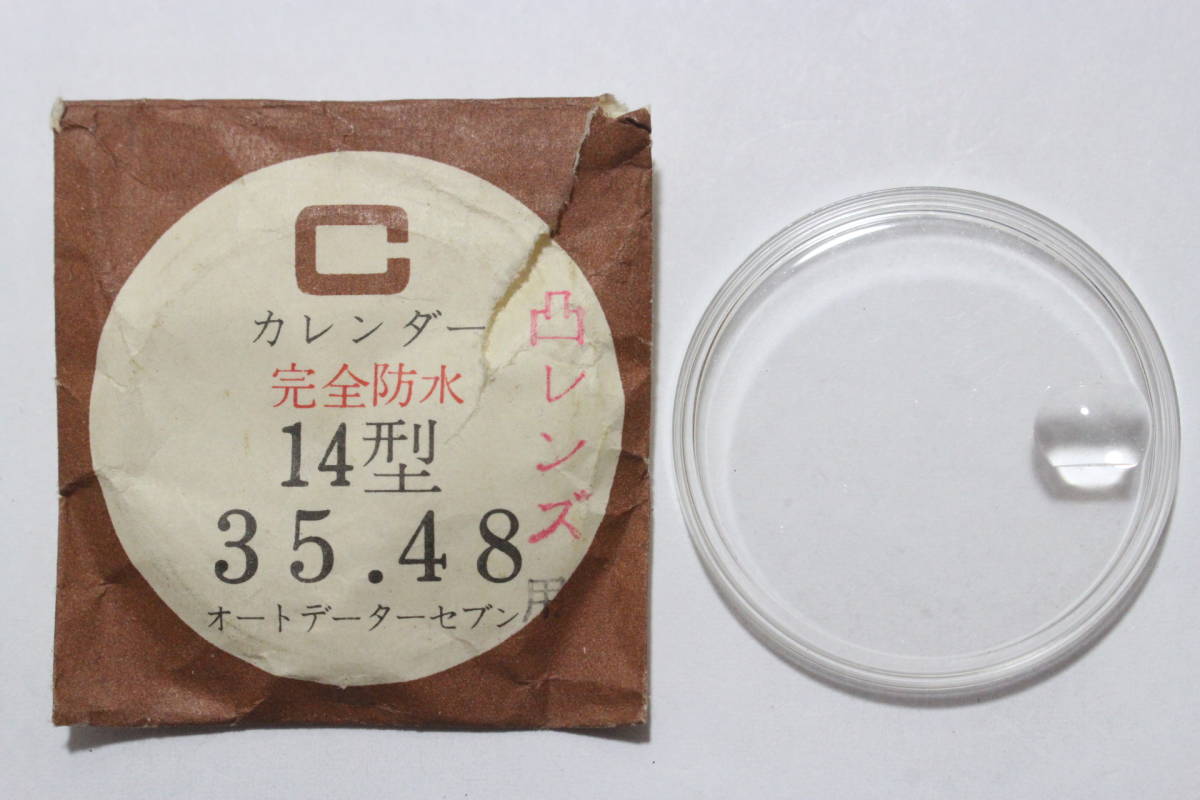 C
カレンダー
完全防水
14型
35.48
オートデーターセブン用
凸レンズ